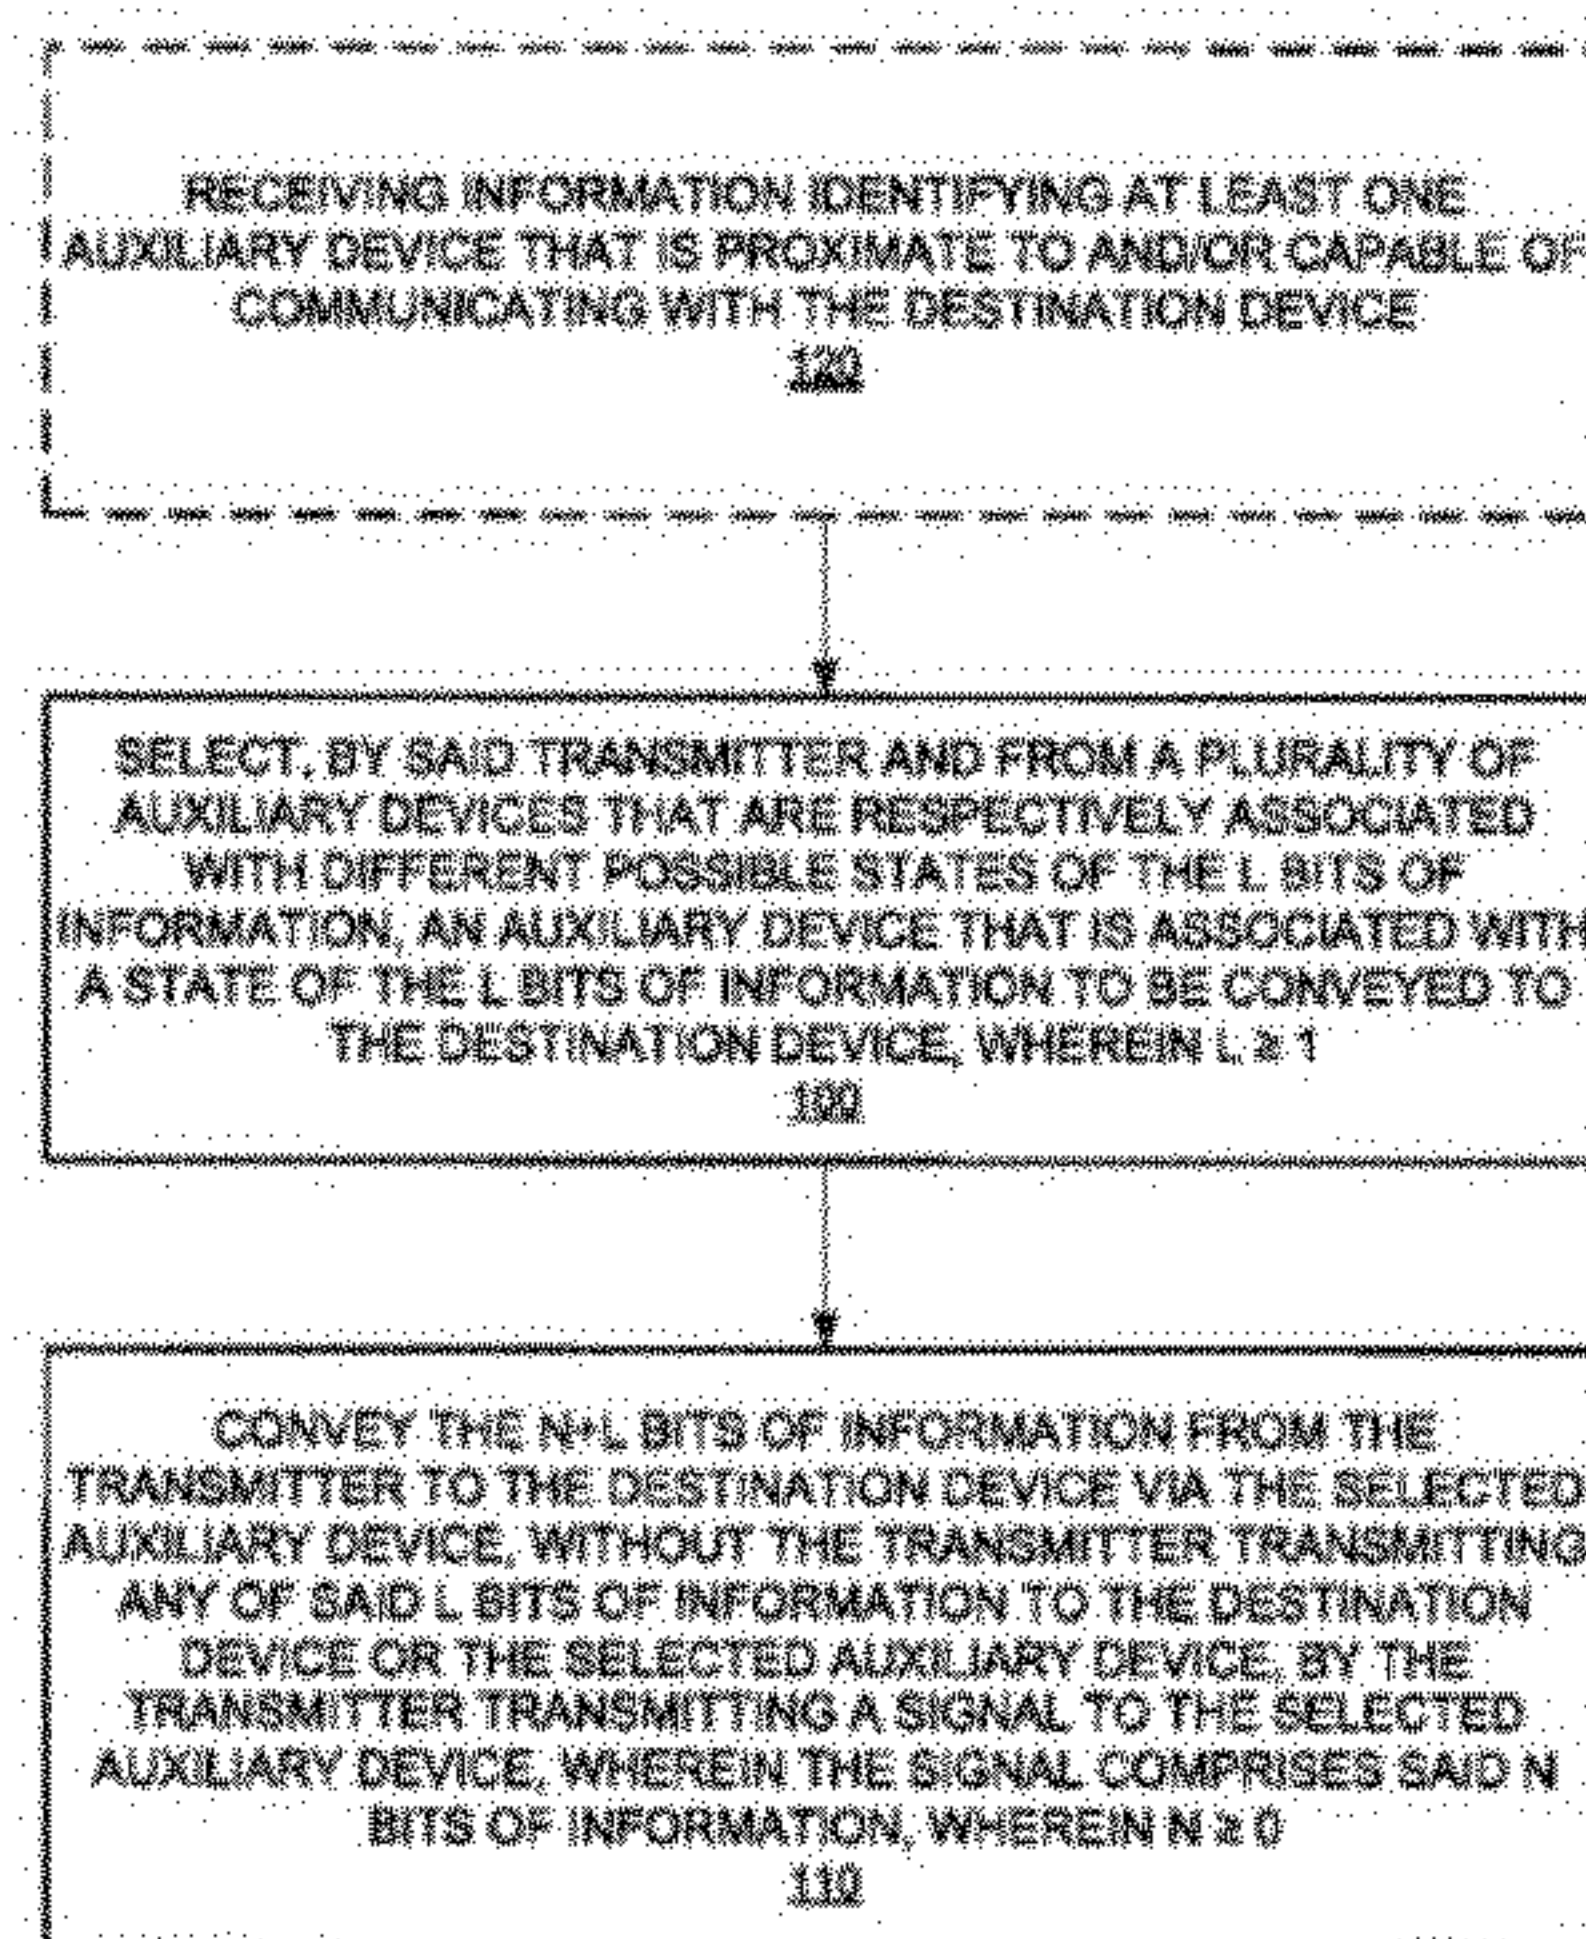 RECEIVING INFORMATION IDENTIFYING AT LEAST ONE
AUXILIARY DEVICE THAT IS PROXIMATE TO AND/OR CAPABLE OF
COMMUNICATING WITH THE DESTINATION DEVICE
120
SELECT, BY SAID TRANSMITTER AND FROM A PLURALITY OF
AUXILIARY DEVICES THAT ARE RESPECTIVELY ASSOCIATED
WITH DIFFERENT POSSIBLE STATES OF THE L BITS OF
INFORMATION, AN AUXILIARY DEVICE THAT IS ASSOCIATED WITH
A STATE OF THE L BITS OF INFORMATION TO BE CONVEYED TO
THE DESTINATION DEVICE, WHEREIN L ≥ 1
100
CONVEY THE N+L BITS OF INFORMATION FROM THE
TRANSMITTER TO THE DESTINATION DEVICE VIA THE SELECTED
AUXILIARY DEVICE, WITHOUT THE TRANSMITTER TRANSMITTING
ANY OF SAID L BITS OF INFORMATION TO THE DESTINATION
DEVICE OR THE SELECTED AUXILIARY DEVICE, BY THE
TRANSMITTER TRANSMITTING A SIGNAL TO THE SELECTED
AUXILIARY DEVICE, WHEREIN THE SIGNAL COMPRISES SAID N
BITS OF INFORMATION, WHEREIN N ≥ 0
110